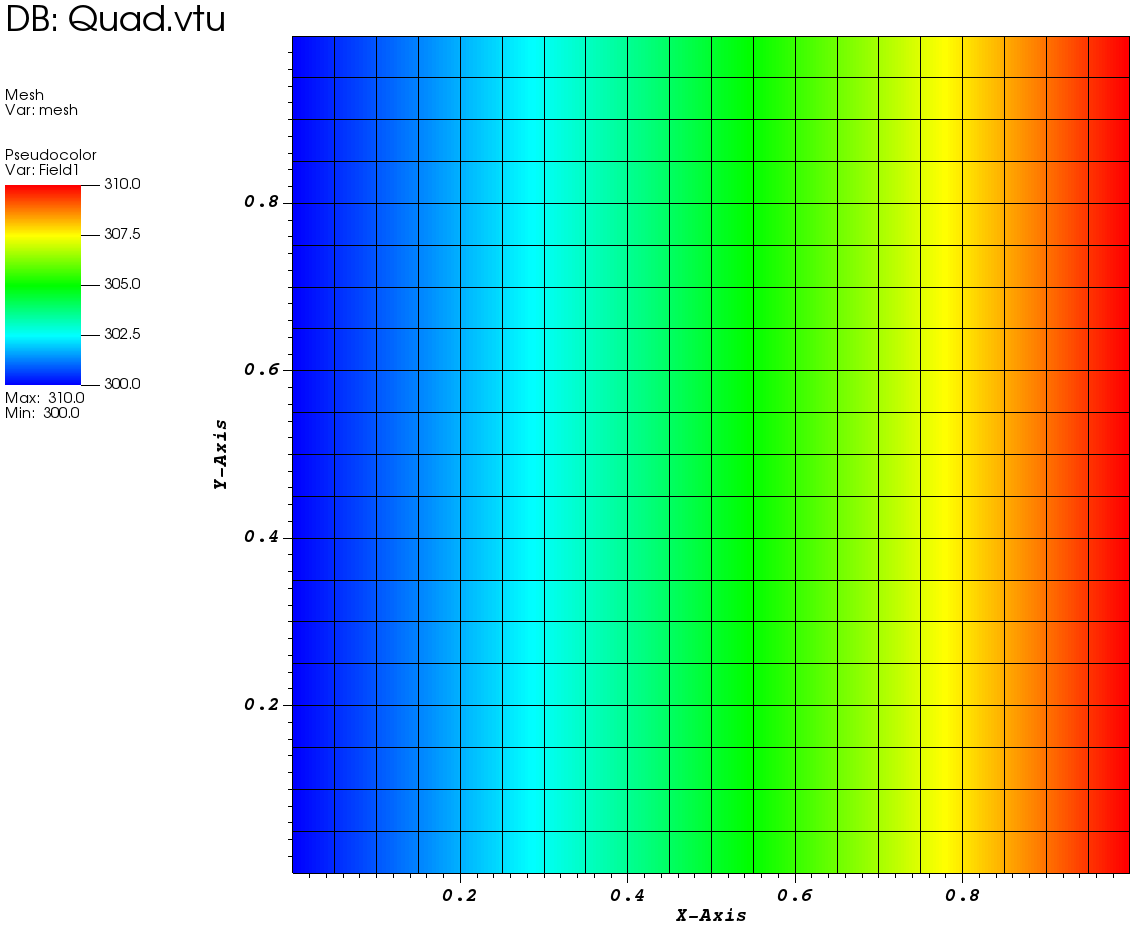 DB: Quad.vtu
Mesh
Var: mesh
Pseudocolor
Var: Field1
310.0
307.5
305.0
302.5
300.0
Max: 310.0
Min: 300.0
0.8
0.6
0.4
0.2
Y-Axis
0.2 0.4 0.6 0.8
X-Axis